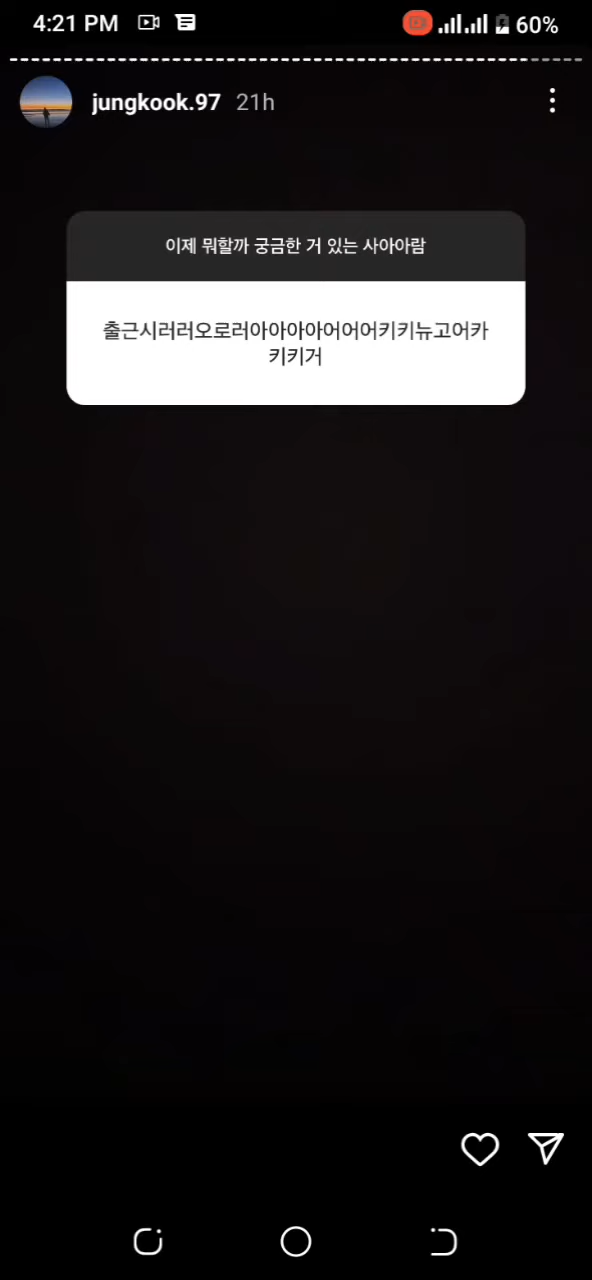 4:21 PM
60%
jungkook.97 21h
이제 뭐할까 궁금한 거 있는 사아아람
출근시러러오로러아아아아어어어키키뉴고어카
키키거